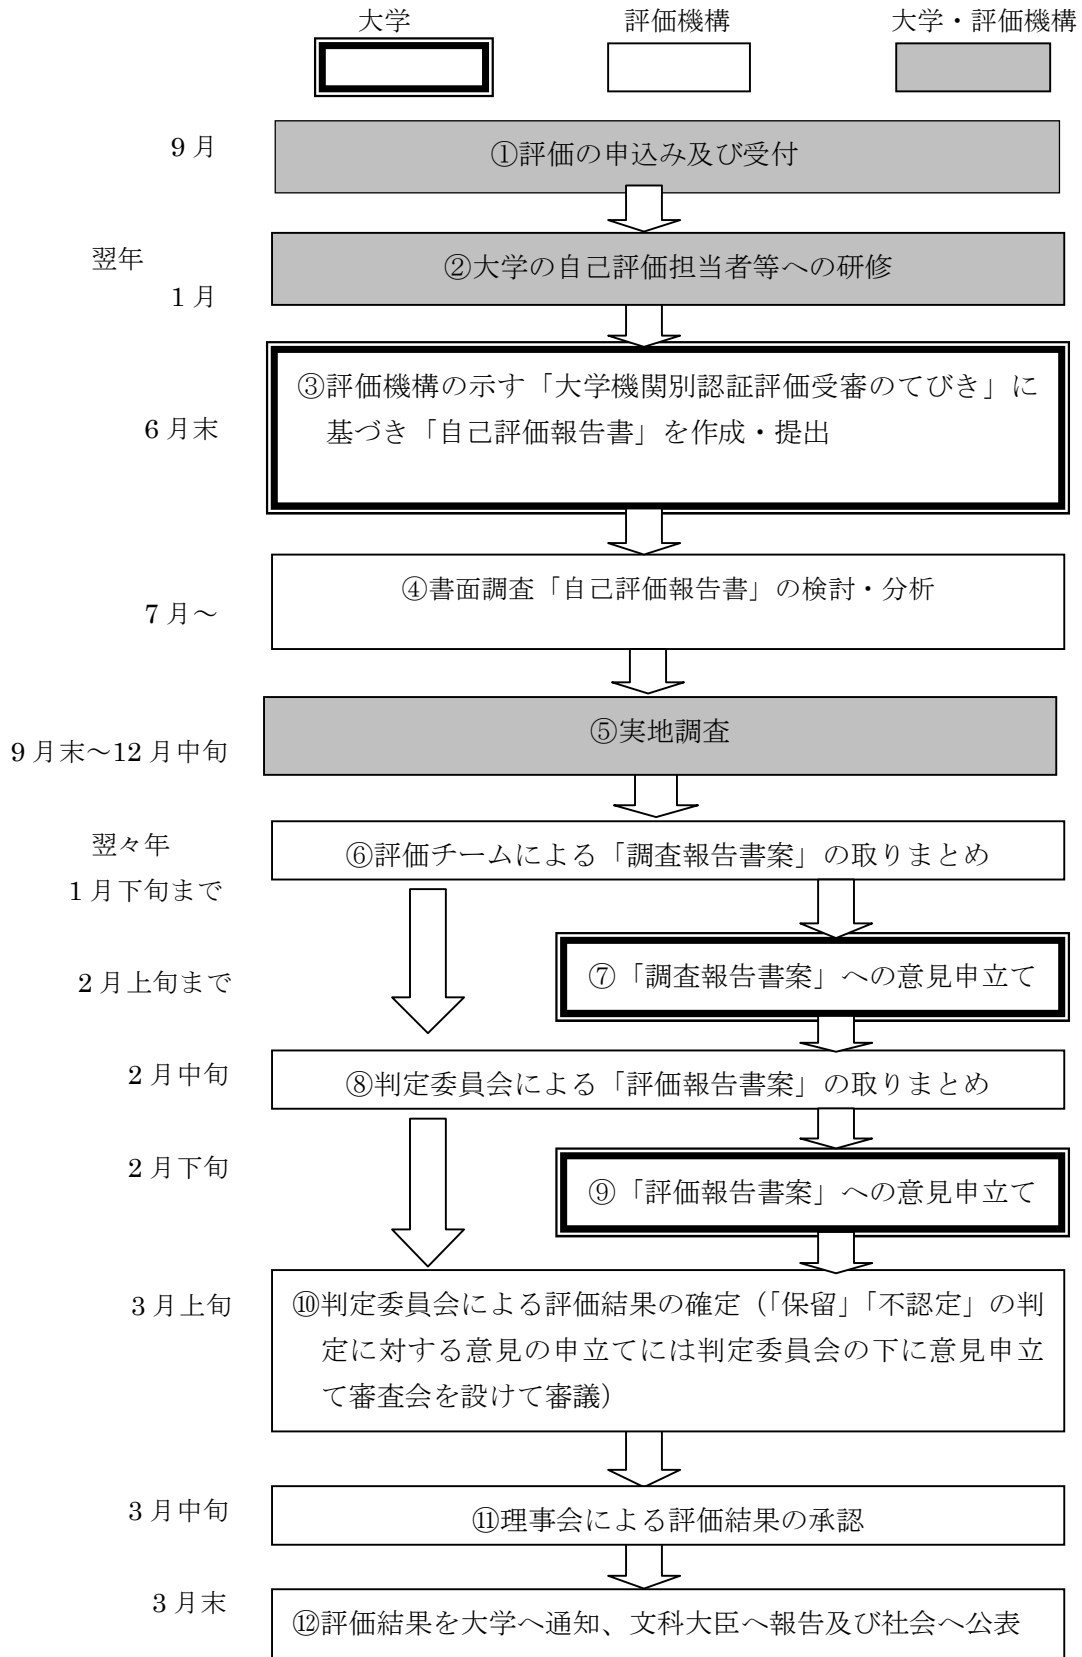 大学
評価機構
大学・評価機構
9月
①評価の申込み及び受付
翌年
1月
②大学の自己評価担当者等への研修
6月末
③評価機構の示す「大学機関別認証評価受審のてびき」に
基づき「自己評価報告書」を作成・提出
7月～
④書面調査「自己評価報告書」の検討・分析
9月末～12月中旬
⑤実地調査
翌々年
1月下旬まで
⑥評価チームによる「調査報告書案」の取りまとめ
2月上旬まで
⑦「調査報告書案」への意見申立て
2月中旬
⑧判定委員会による「評価報告書案」の取りまとめ
2月下旬
⑨「評価報告書案」への意見申立て
3月上旬
⑩判定委員会による評価結果の確定（「保留」「不認定」の判
定に対する意見の申立てには判定委員会の下に意見申立
て審査会を設けて審議）
3月中旬
⑪理事会による評価結果の承認
3月末
⑫評価結果を大学へ通知、文科大臣へ報告及び社会へ公表